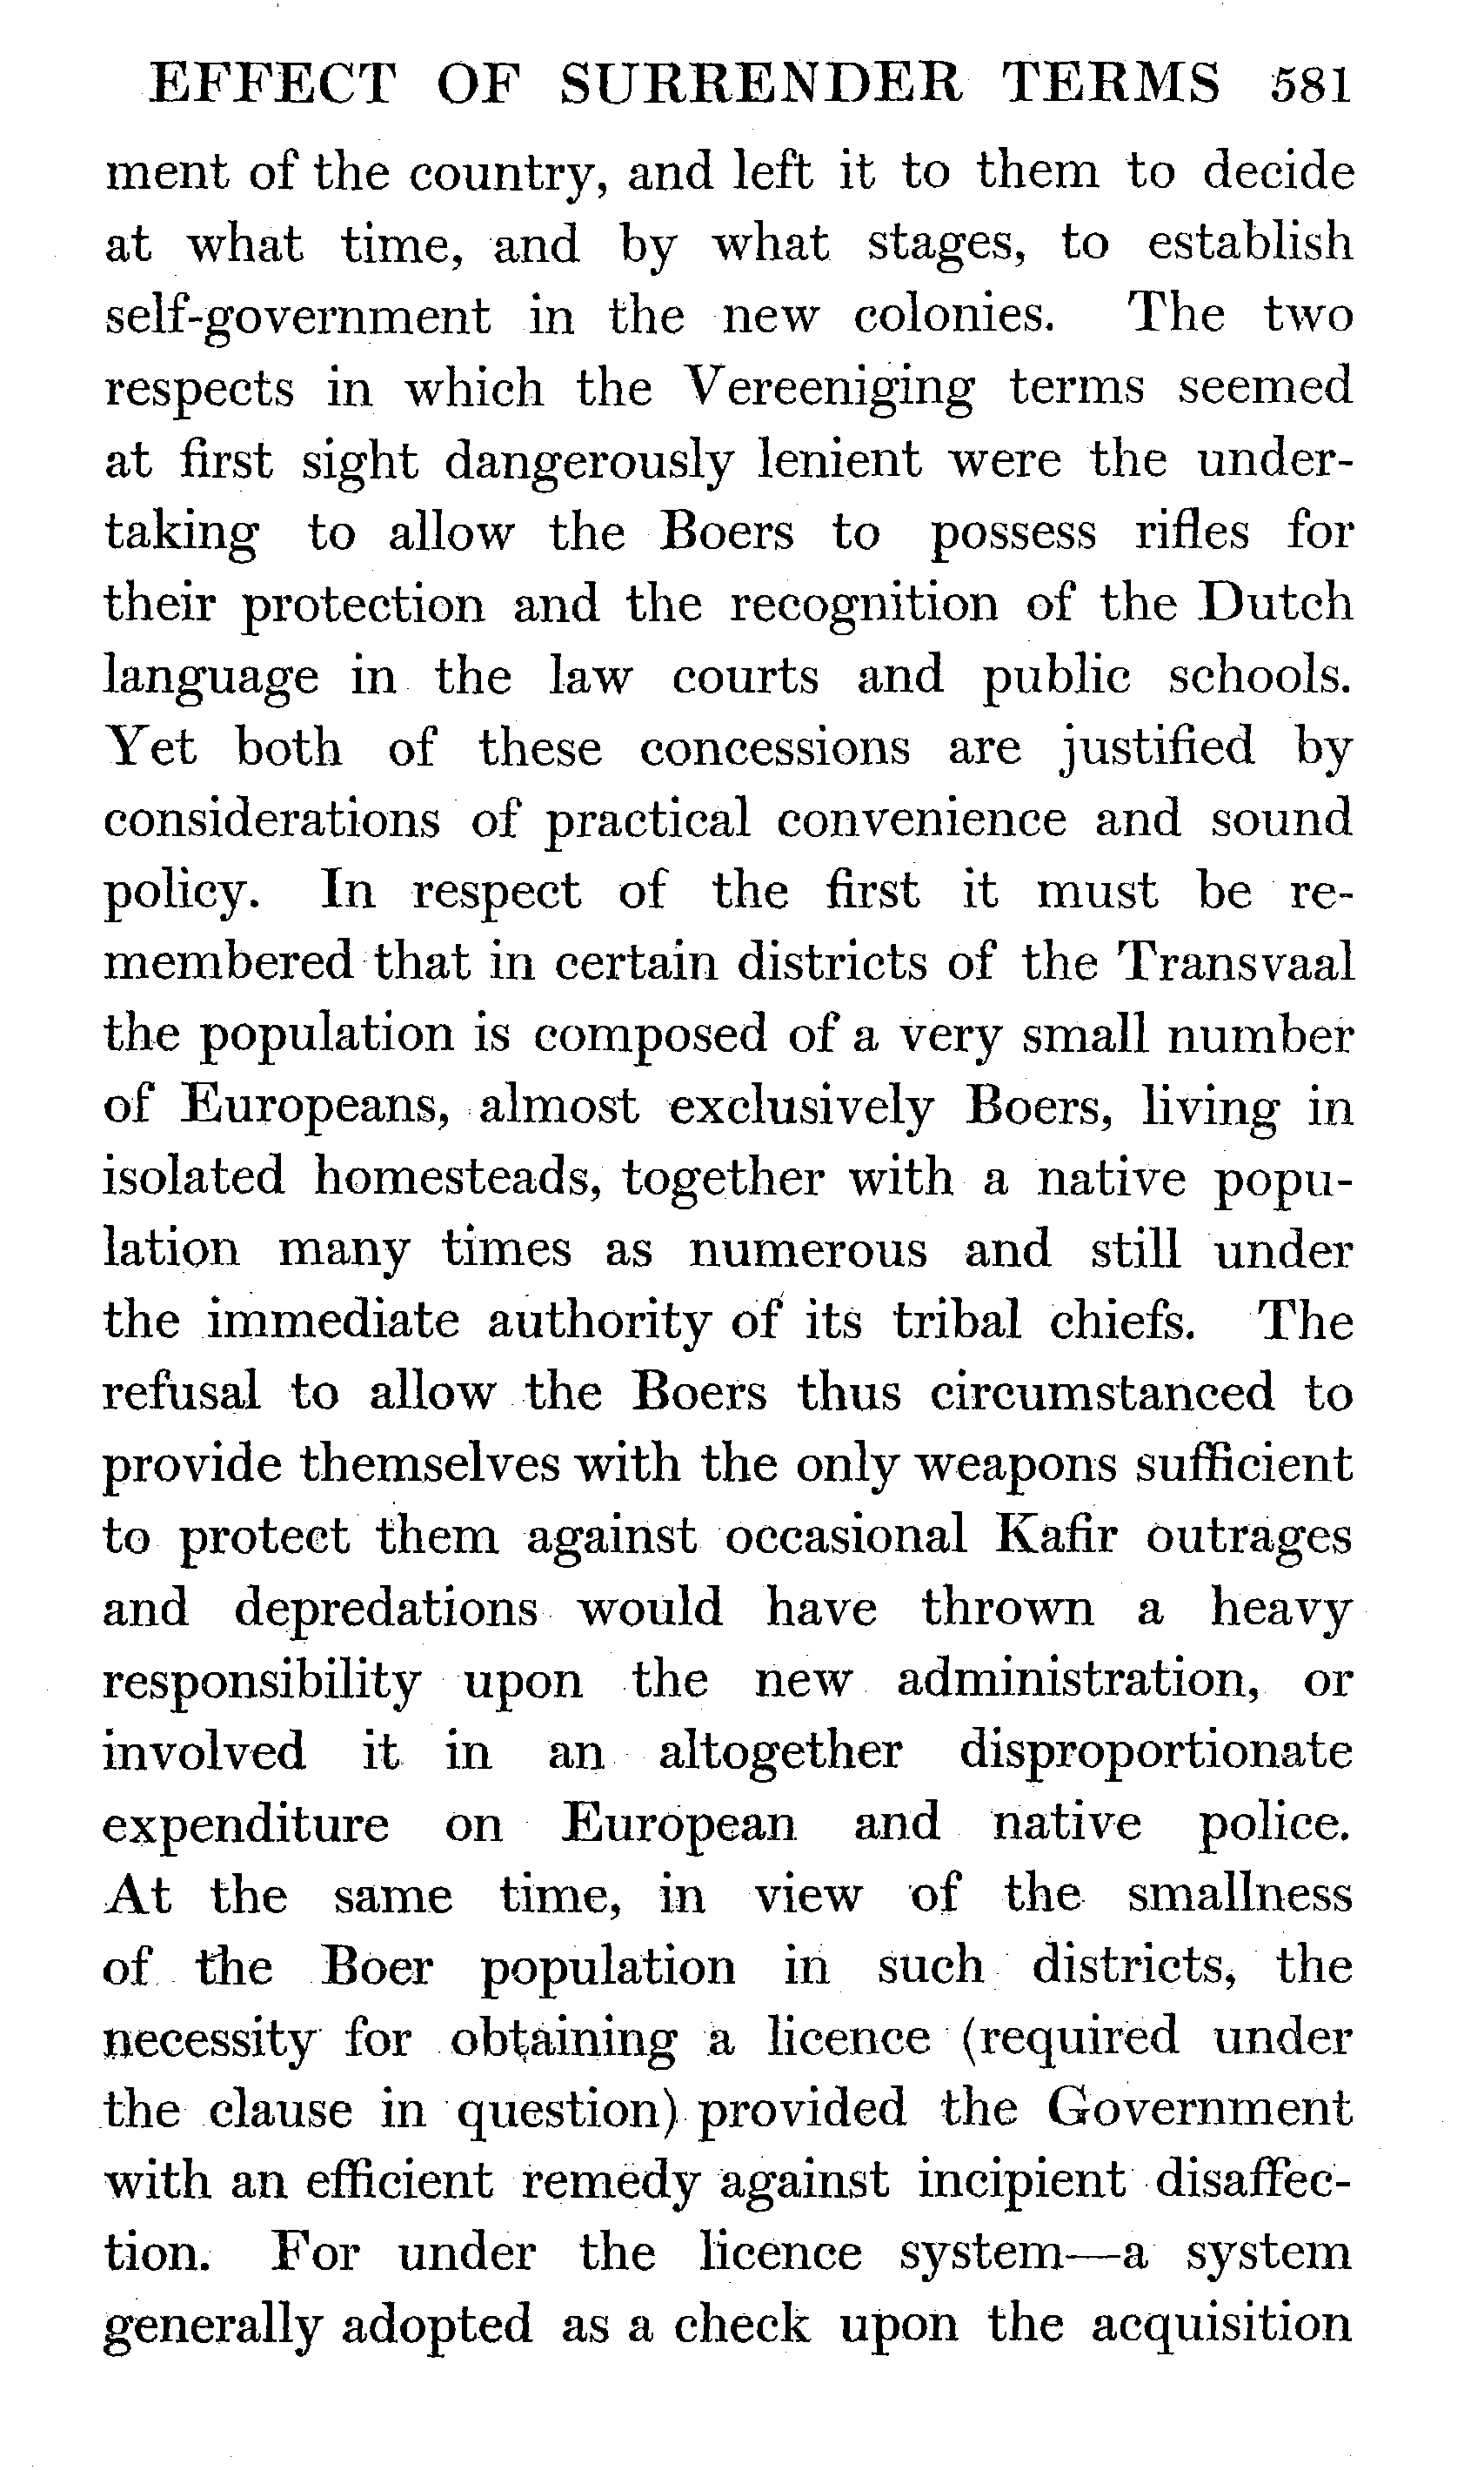 EFFECT OF SURRENDER TERMS 581
ment of the country, and left it to them to decide
at what time, and by what stages, to establish
self-government in the new colonies. The two
respects in which the Vereeniging terms seemed
at first sight dangerously lenient were the under-
taking to allow the Boers to possess rifles for
their protection and the recognition of the Dutch
language in the law courts and public schools.
Yet both of these concessions are justified by
considerations of practical convenience and sound
policy. In respect of the first it must be re-
membered that in certain districts of the Transvaal
the population is composed of a very small number
of Europeans, almost exclusively Boers, living in
isolated homesteads, together with a native popu-
lation many times as numerous and still under
the immediate authority of its tribal chiefs. The
refusal to allow the Boers thus circumstanced to
provide themselves with the only weapons sufficient
to protect them against occasional Kafir outrages
and depredations would have thrown a heavy
responsibility upon the new administration, or
involved it in an altogether disproportionate
expenditure on European and native police.
At the same time, in view of the smallness
of the Boer population in such districts, the
necessity for obtaining a licence (required under
the clause in question) provided the Government
with an efficient remedy against incipient disaffec-
tion. For under the licence system—a system
generally adopted as a check upon the acquisition